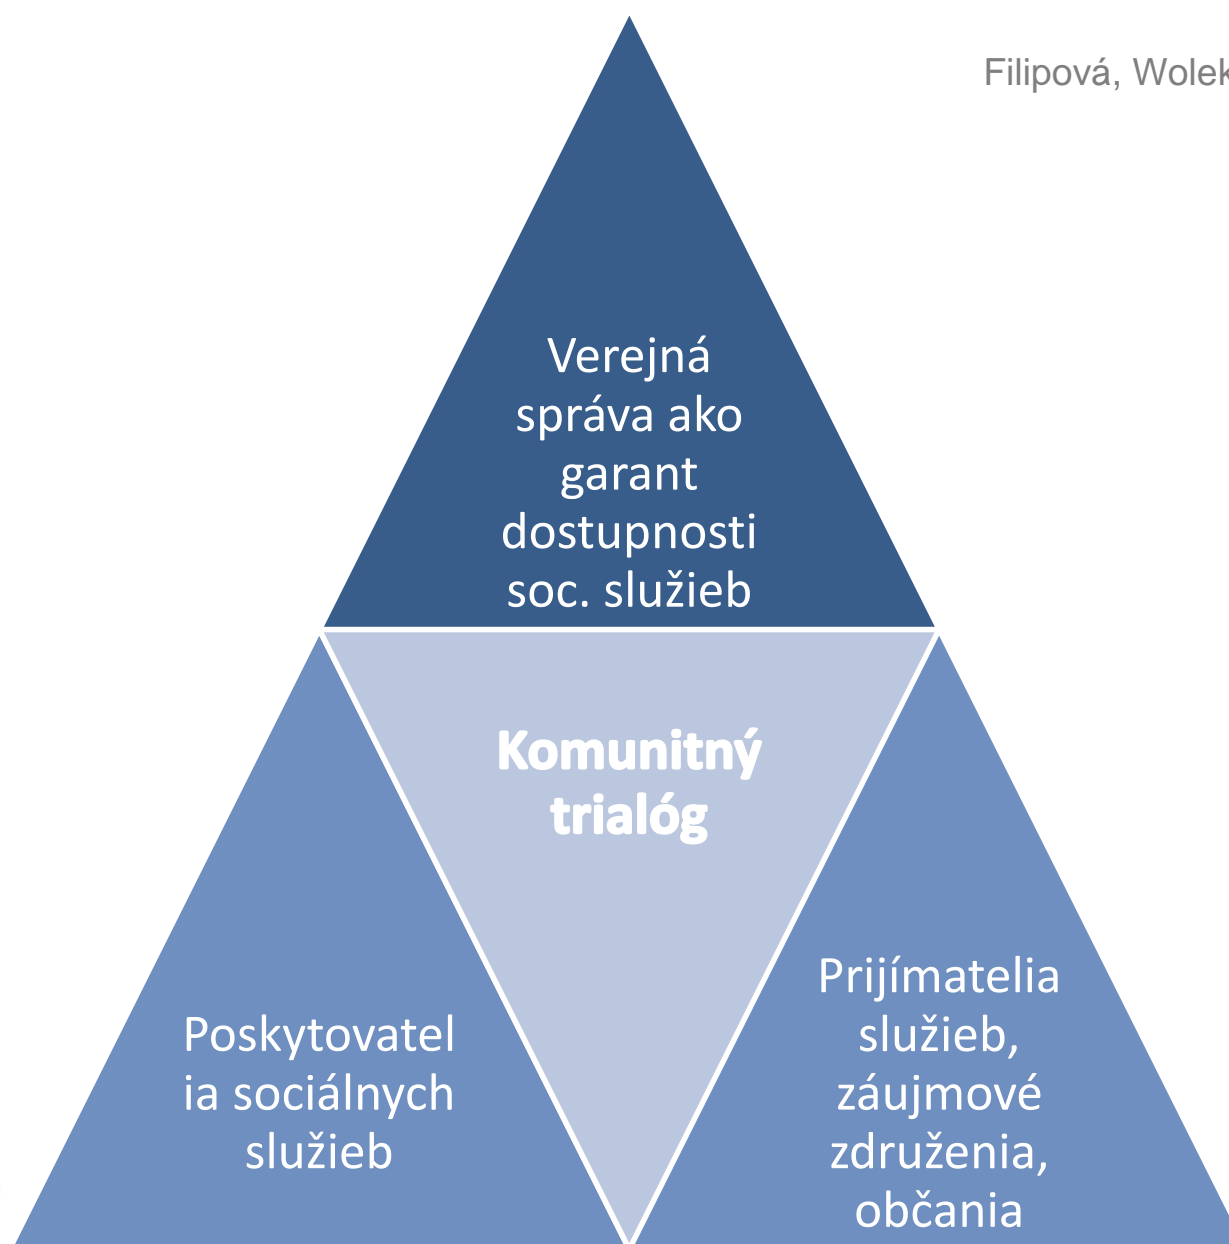 Filipová, Wolek
Verejná
správa ako
garant
dostupnosti
soc. služieb
Komunitný
trialóg
Poskytovatel
ia sociálnych
služieb
Prijímatelia
služieb,
záujmové
združenia,
občania